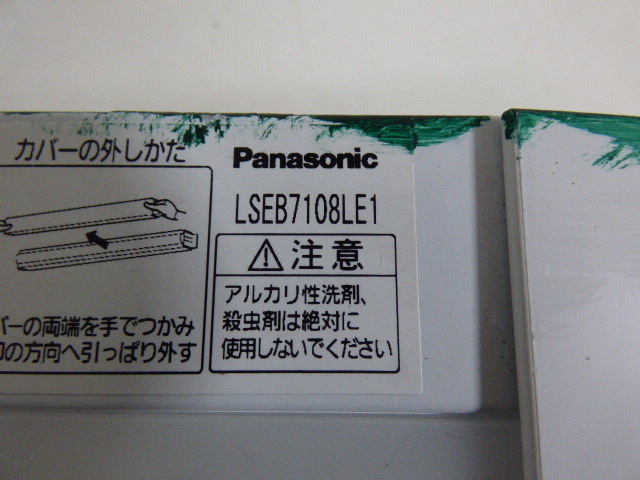 カバーの外しかた
バーの両端を手でつかみ
の方向へ引っぱり外す
Panasonic
LSEB7108LE1
注意
アルカリ性洗剤、
殺虫剤は絶対に
使用しないでください